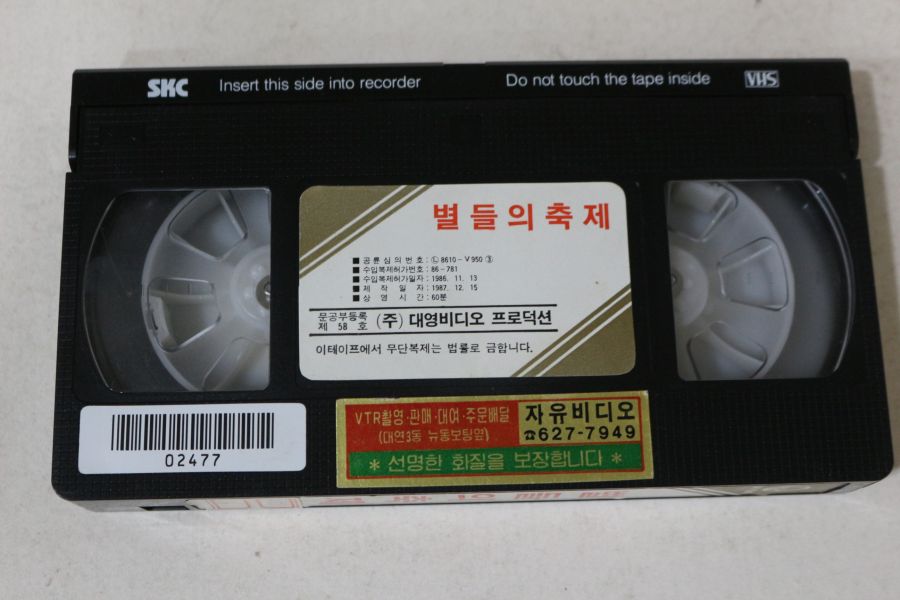 SKC Insert this side into recorder Do not touch the tape inside VHS
별들의축제
■ 공륜심의번호 : Ⓛ 8610-V950 ③
■ 수입복제허가번호 : 86-781
■ 수입복제허가일자 : 1986. 11. 13
■ 제작일자 : 1987. 12. 15
■ 상영시간 : 60분
문공부등록
제 58 호 (주) 대영비디오 프로덕션
이테이프에서 무단복제는 법률로 금합니다.
02477
VTR촬영·판매·대여·주문배달
(대연3동 뉴동보탕옆)
자유비디오
☎627-7949
* 선명한 화질을 보장합니다 *